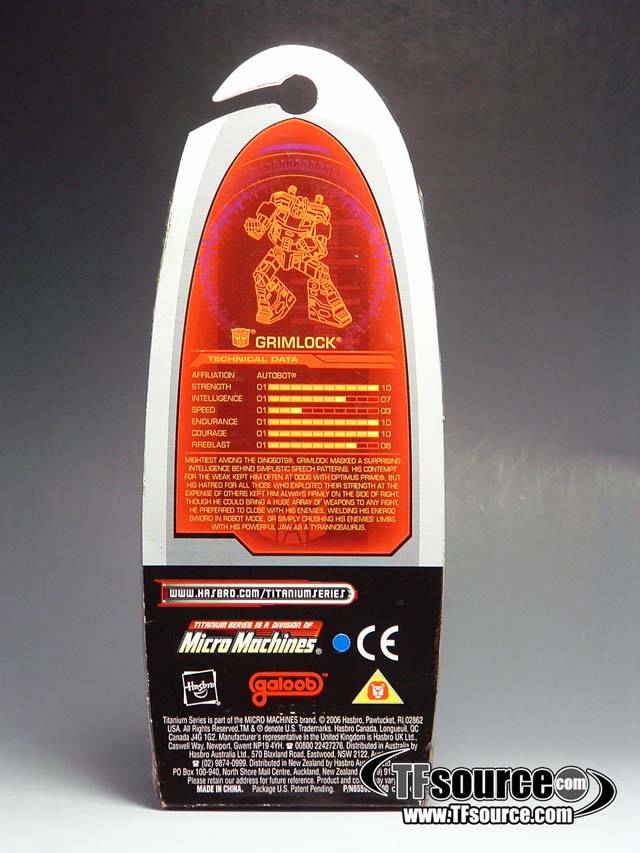 GRIMLOCK®
TECHNICAL DATA
AFFILIATION AUTOBOT®
STRENGTH 01 10
INTELLIGENCE 01 07
SPEED 01 03
ENDURANCE 01 10
COURAGE 01 10
FIREBLAST 01 08
MIGHTIEST AMONG THE DINOBOTS®, GRIMLOCK MASKED A SURPRISING
INTELLIGENCE BEHIND SIMPLISTIC SPEECH PATTERNS. HIS CONTEMPT
FOR THE WEAK KEPT HIM OFTEN AT ODDS WITH OPTIMUS PRIME®, BUT
HIS HATRED FOR ALL THOSE WHO EXPLOITED THEIR STRENGTH AT THE
EXPENSE OF OTHERS KEPT HIM ALWAYS FIRMLY ON THE SIDE OF RIGHT.
THOUGH HE COULD BRING A HUGE ARRAY OF WEAPONS TO ANY FIGHT,
HE PREFERRED TO CLOSE WITH HIS ENEMIES, WIELDING HIS ENERGO
SWORD IN ROBOT MODE, OR SIMPLY CRUSHING HIS ENEMIES' LIMBS
WITH HIS POWERFUL JAW AS A TYRANNOSAURUS.
WWW.HASBRO.COM/TITANIUMSERIES
TITANIUM SERIES IS A DIVISION OF
Micro Machines® CE
Hasbro galoob
Titanium Series is part of the MICRO MACHINES brand. © 2006 Hasbro, Pawtucket, RI 02862
USA. All Rights Reserved. TM & ® denote U.S. Trademarks. Hasbro Canada, Longueuil, QC
Canada J4G 1G2. Manufacturer's representative in the United Kingdom is Hasbro UK Ltd.,
Caswell Way, Newport, Gwent NP19 4YH. ☎ 00800 22427276. Distributed in Australia by
Hasbro Australia Ltd., 570 Blaxland Road, Eastwood, NSW 2122,
☎ (02) 9874-0999. Distributed in New Zealand by Hasbro
PO Box 100-940, North Shore Mail Centre, Auckland, New Zealand
Please retain our address for future reference. Product and
MADE IN CHINA. Package U.S. Patent Pending.
TFsource.com
www.TFsource.com